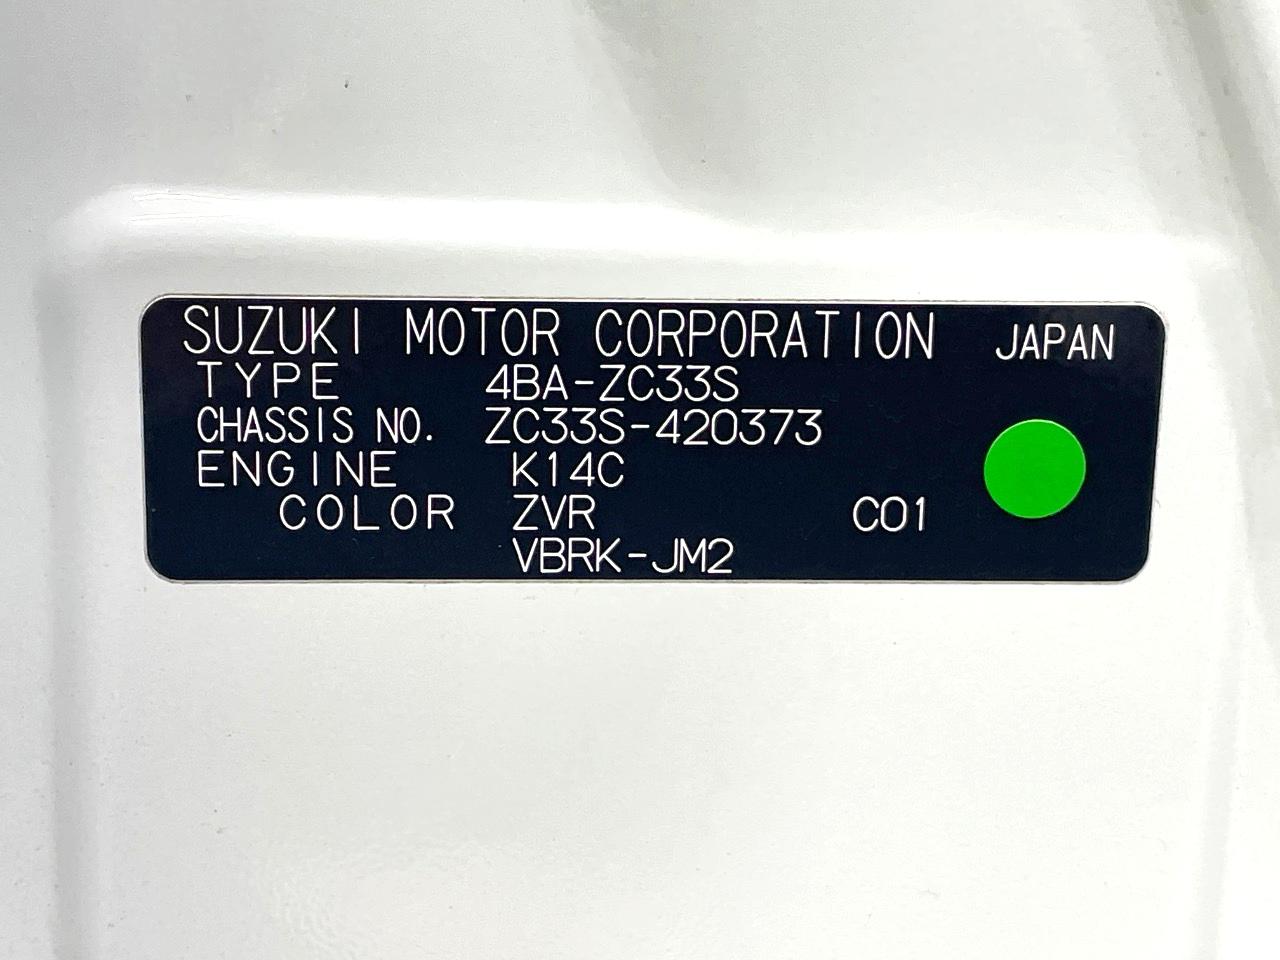 SUZUKI MOTOR CORPORATION JAPAN
TYPE 4BA-ZC33S
CHASSIS NO. ZC33S-420373
ENGINE K14C
COLOR ZVR C01
VBRK-JM2